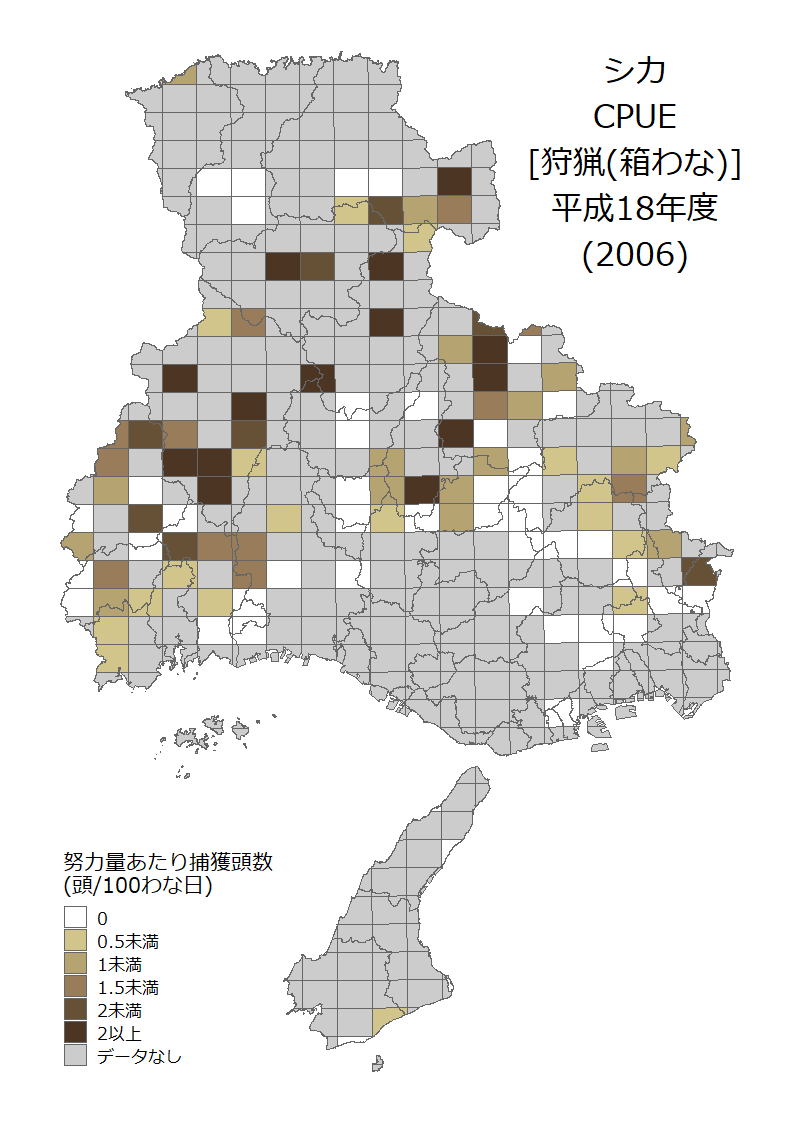 シカ
CPUE
[狩猟(箱わな)]
平成18年度
(2006)
努力量あたり捕獲頭数
(頭/100わな日)
0
0.5未満
1未満
1.5未満
2未満
2以上
データなし